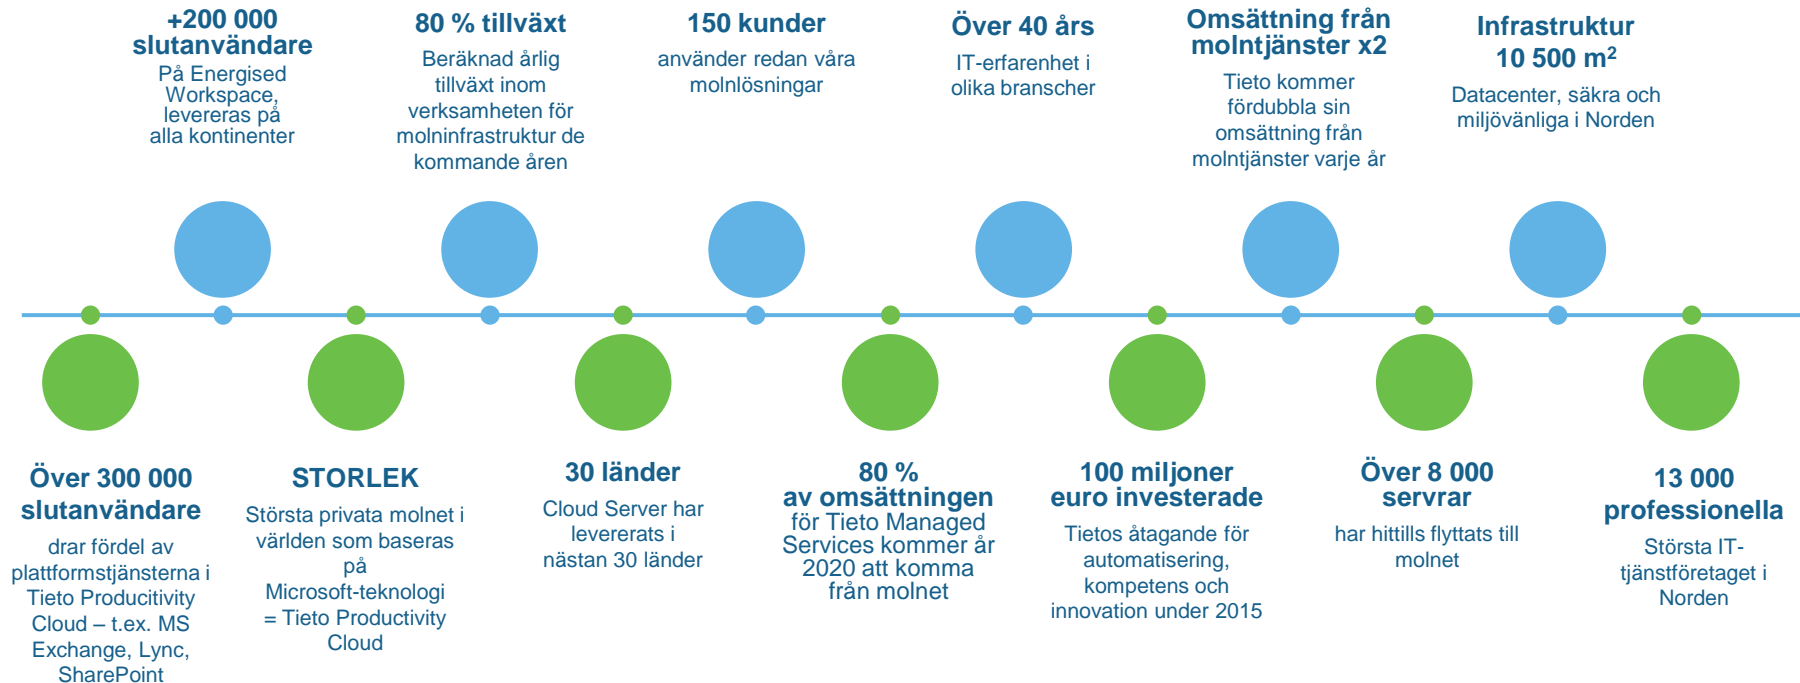 +200 000
slutanvändare
På Energised
Workspace,
levereras på
alla kontinenter
80 % tillväxt
Beräknad årlig
tillväxt inom
verksamheten för
molninfrastruktur de
kommande åren
150 kunder
använder redan våra
molnlösningar
Över 40 års
IT-erfarenhet i
olika branscher
Omsättning från
molntjänster x2
Tieto kommer
fördubbla sin
omsättning från
molntjänster varje år
Infrastruktur
10 500 m²
Datacenter, säkra och
miljövänliga i Norden
Över 300 000
slutanvändare
drar fördel av
plattformstjänsterna i
Tieto Producitivity
Cloud – t.ex. MS
Exchange, Lync,
SharePoint
STORLEK
Största privata molnet i
världen som baseras
på
Microsoft-teknologi
= Tieto Productivity
Cloud
30 länder
Cloud Server har
levererats i
nästan 30 länder
80 %
av omsättningen
för Tieto Managed
Services kommer år
2020 att komma
från molnet
100 miljoner
euro investerade
Tietos åtagande för
automatisering,
kompetens och
innovation under 2015
Över 8 000
servrar
har hittills flyttats till
molnet
13 000
professionella
Största IT-
tjänstföretaget i
Norden